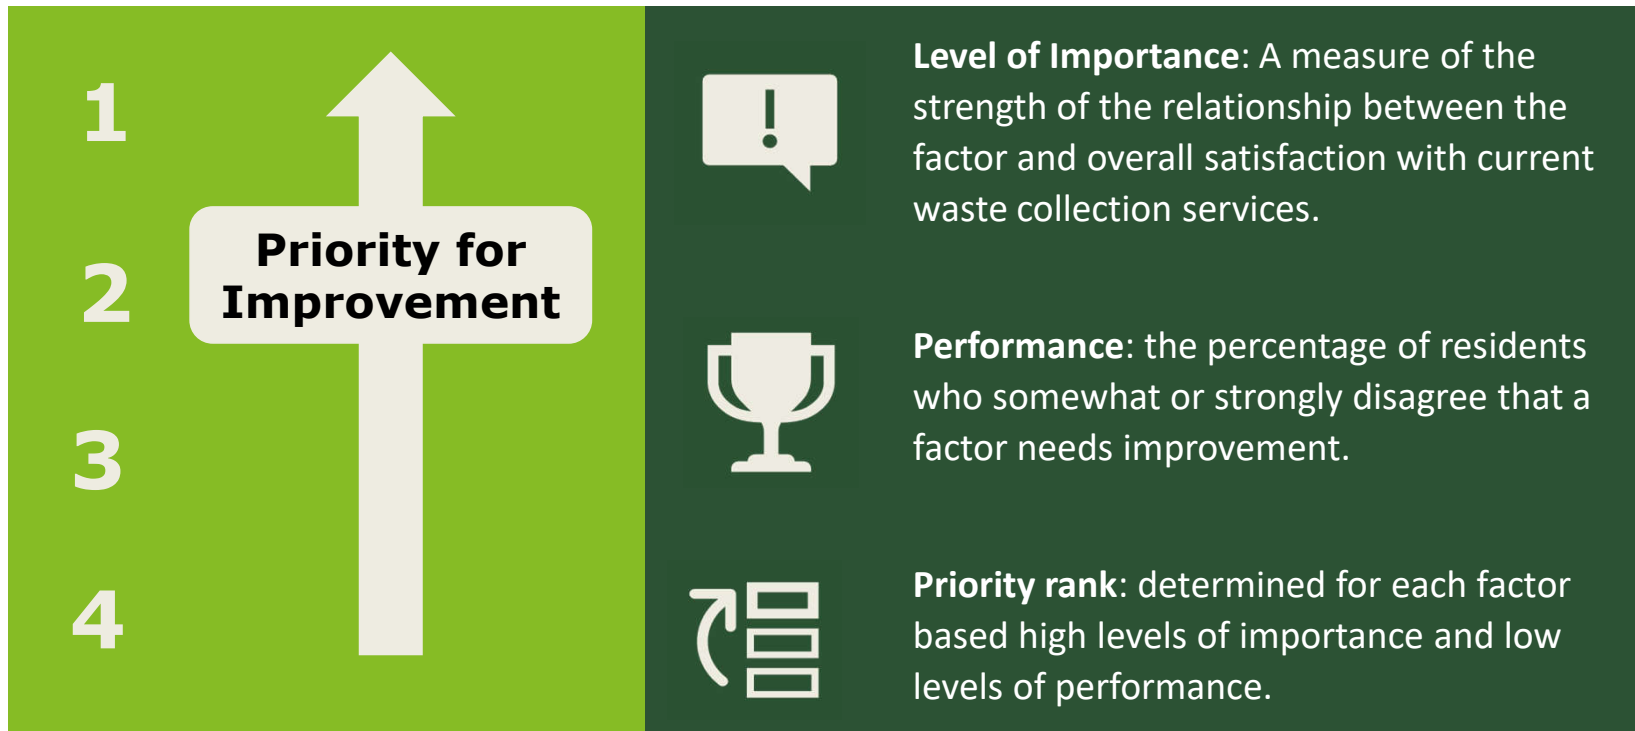 1
2
3
4
Priority for
Improvement
!
Level of Importance: A measure of the
strength of the relationship between the
factor and overall satisfaction with current
waste collection services.
Performance: the percentage of residents
who somewhat or strongly disagree that a
factor needs improvement.
Priority rank: determined for each factor
based high levels of importance and low
levels of performance.